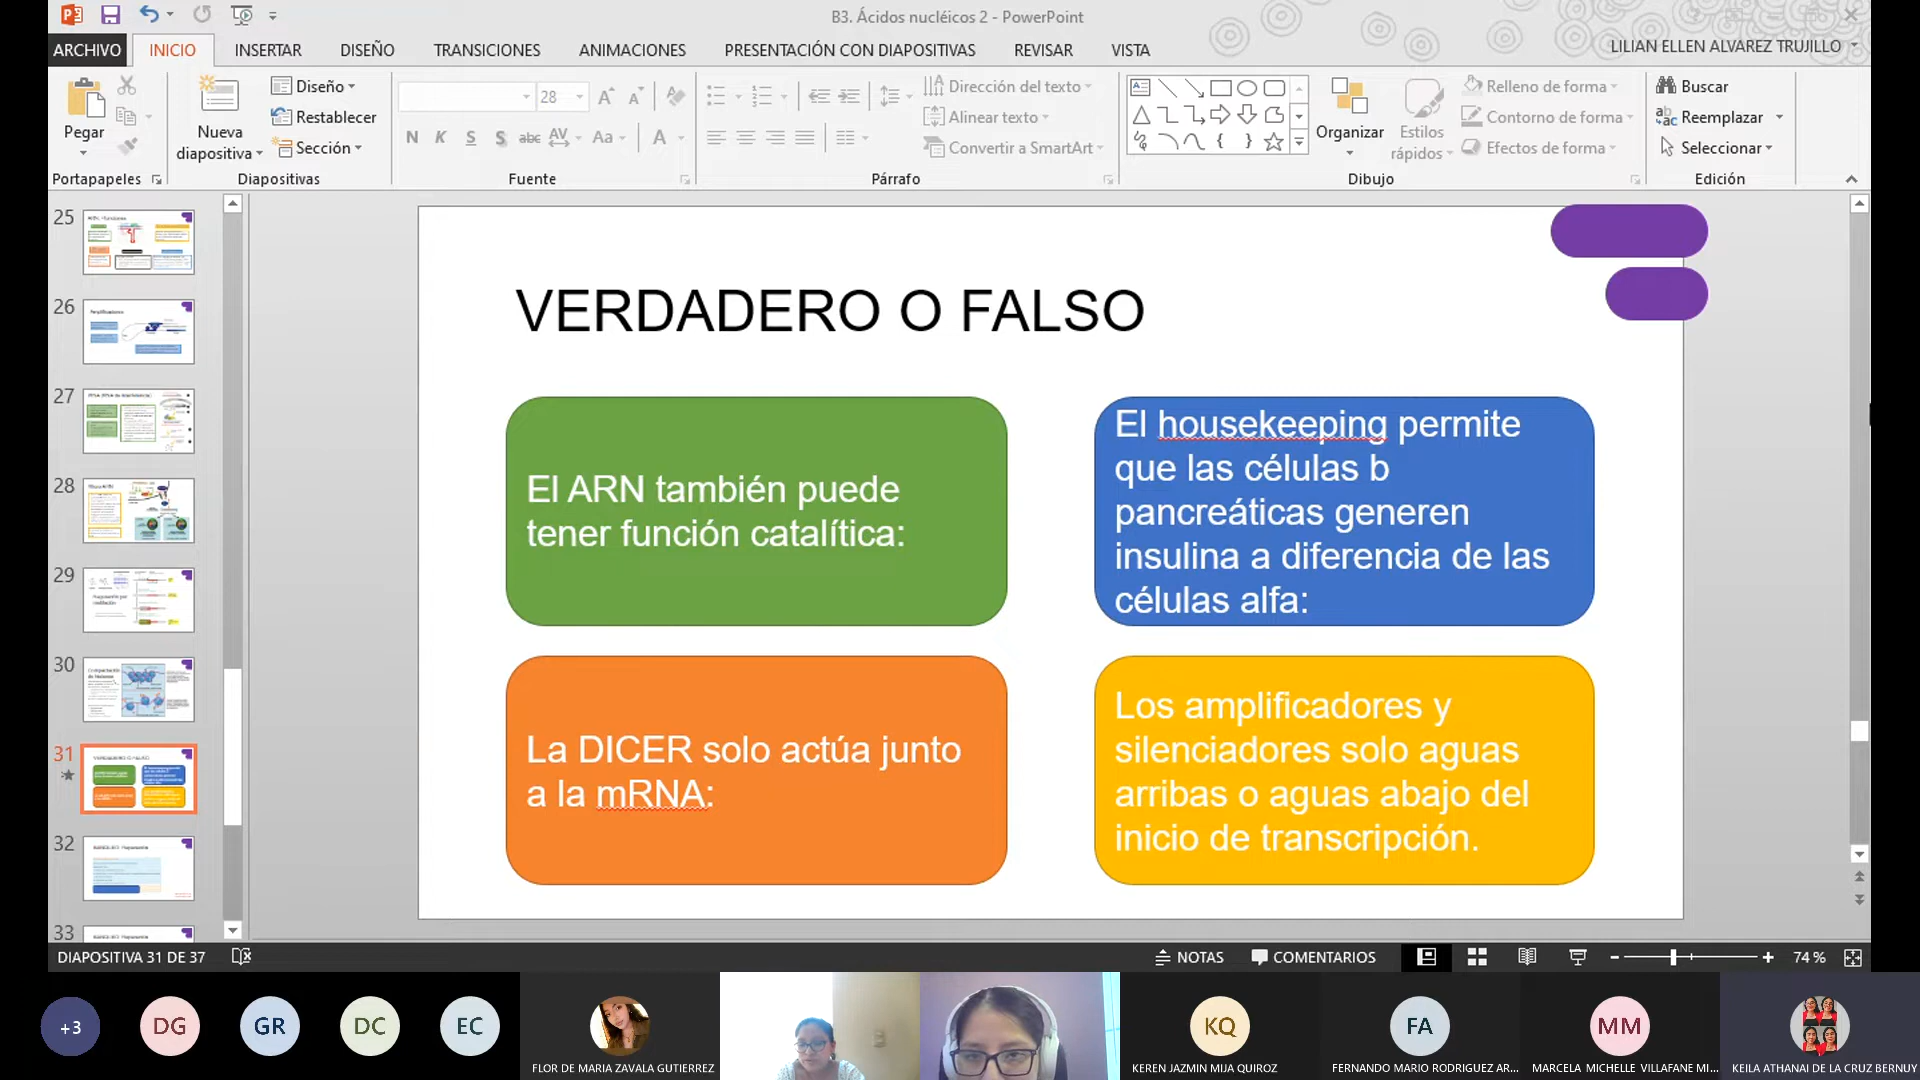 B3. Ácidos nucléicos 2 - PowerPoint
ARCHIVO INICIO INSERTAR DISEÑO TRANSICIONES ANIMACIONES PRESENTACIÓN CON DIAPOSITIVAS REVISAR VISTA LILIAN ELLEN ALVAREZ TRUJILLO
Pegar
Portapapeles
Nueva
diapositiva
Diseño
Restablecer
Sección
Diapositivas
28
N K S S abc AV Aa A
Fuente
Dirección del texto
Alinear texto
Convertir a SmartArt
Párrafo
Organizar
Estilos
rápidos
Relleno de forma
Contorno de forma
Efectos de forma
Dibujo
Buscar
Reemplazar
Seleccionar
Edición
25
26
27
28
29
30
31
32
33
VERDADERO O FALSO
El ARN también puede
tener función catalítica:
El housekeeping permite
que las células b
pancreáticas generen
insulina a diferencia de las
células alfa:
La DICER solo actúa junto
a la mRNA:
Los amplificadores y
silenciadores solo aguas
arribas o aguas abajo del
inicio de transcripción.
DIAPOSITIVA 31 DE 37
NOTAS COMENTARIOS 74 %
+3 DG GR DC EC KQ FA MM
FLOR DE MARIA ZAVALA GUTIERREZ
KEREN JAZMIN MIJA QUIROZ
FERNANDO MARIO RODRIGUEZ AR...
MARCELA MICHELLE VILLAFANE MI...
KEILA ATHANAI DE LA CRUZ BERNUY